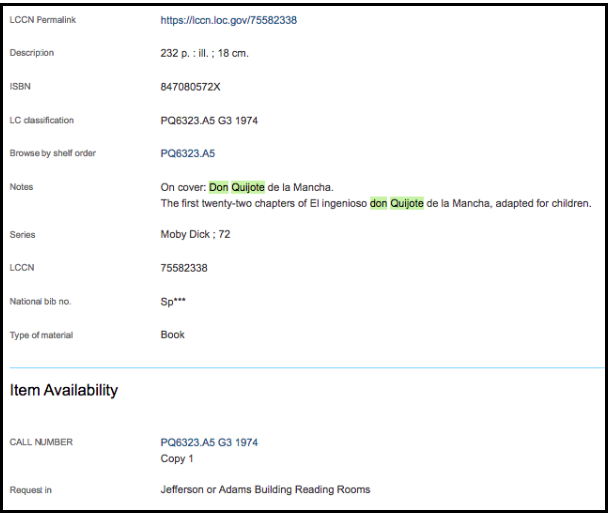 LCCN Permalink https://lccn.loc.gov/75582338
Description 232 p. : ill. ; 18 cm.
ISBN 847080572X
LC classification PQ6323.A5 G3 1974
Browse by shelf order PQ6323.A5
Notes On cover: Don Quijote de la Mancha.
The first twenty-two chapters of El ingenioso don Quijote de la Mancha, adapted for children.
Series Moby Dick ; 72
LCCN 75582338
National bib no. Sp***
Type of material Book
Item Availability
CALL NUMBER PQ6323.A5 G3 1974
Copy 1
Request in Jefferson or Adams Building Reading Rooms